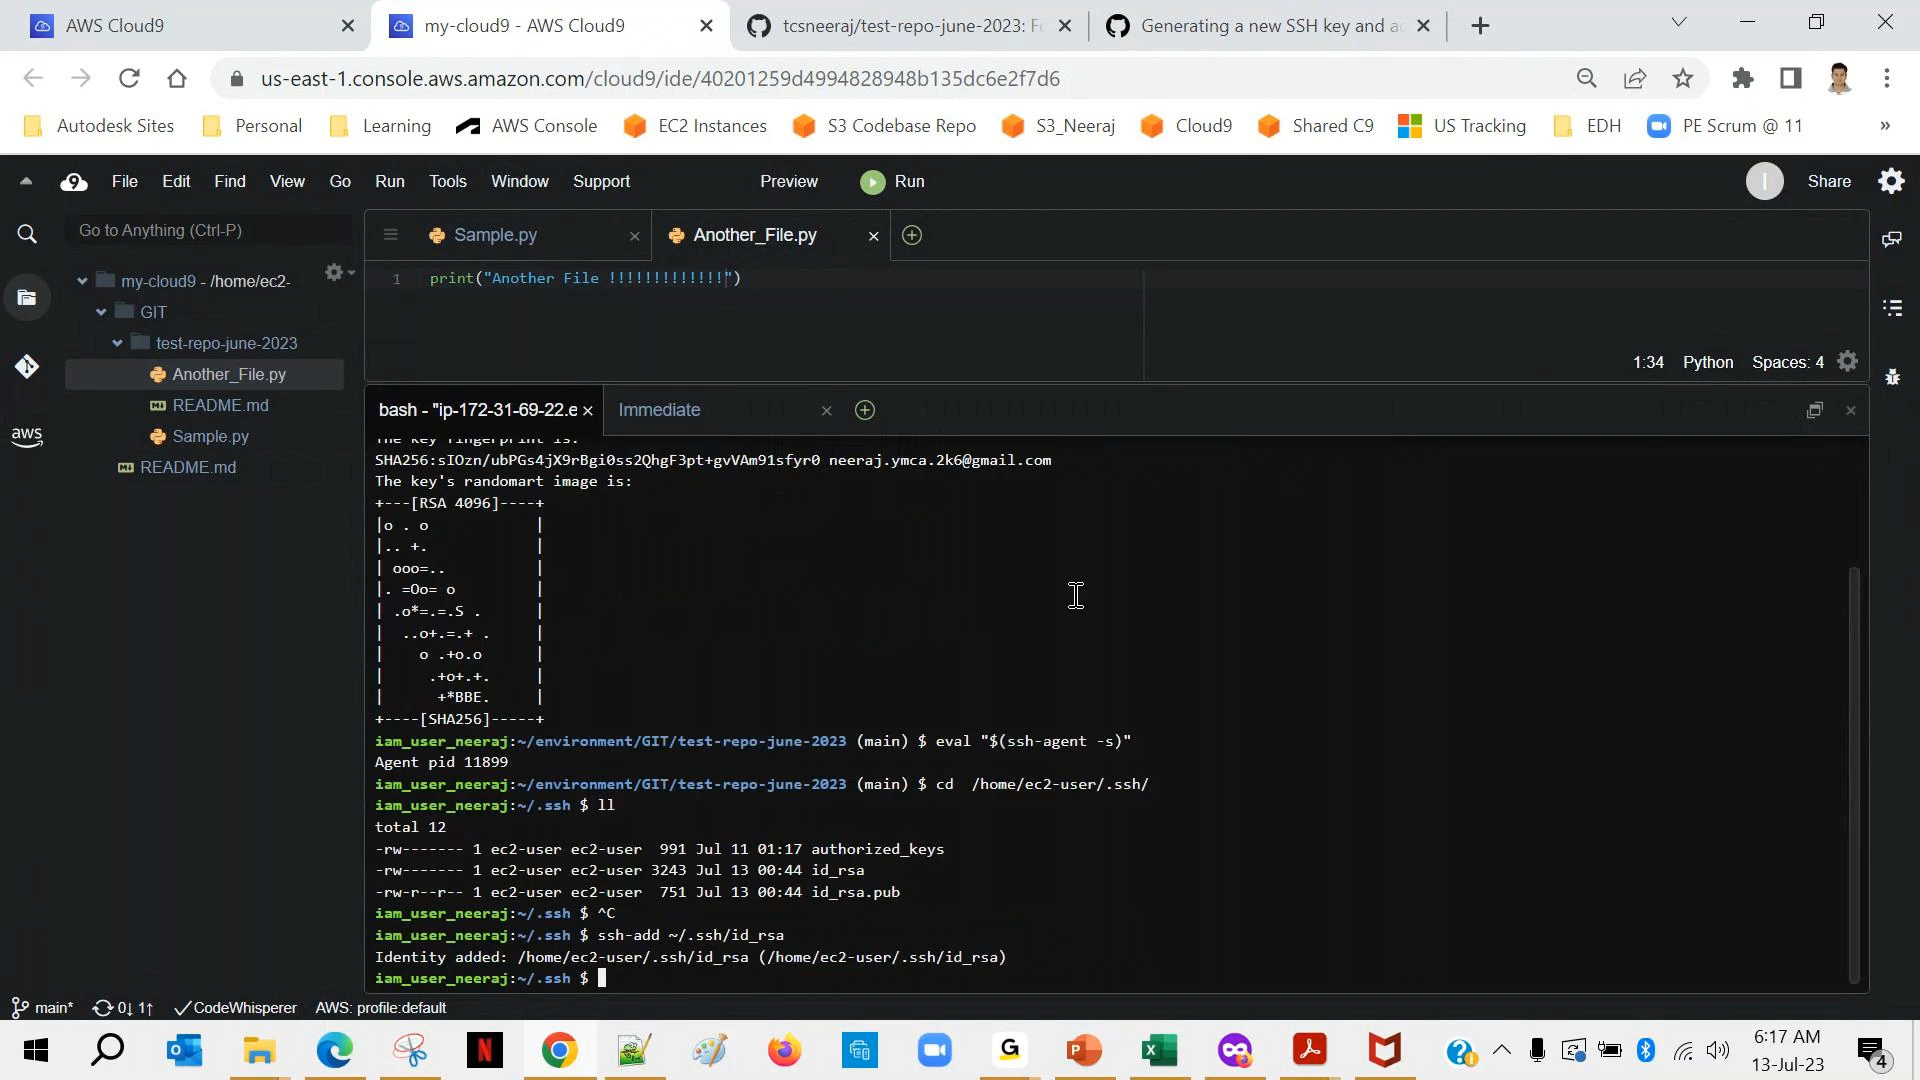 AWS Cloud9
my-cloud9 - AWS Cloud9
tcsneeraj/test-repo-june-2023: Fo
Generating a new SSH key and ad
us-east-1.console.aws.amazon.com/cloud9/ide/40201259d4994828948b135dc6e2f7d6
Autodesk Sites
Personal
Learning
AWS Console
EC2 Instances
S3 Codebase Repo
S3_Neeraj
Cloud9
Shared C9
US Tracking
EDH
PE Scrum @ 11
»
9
File
Edit
Find
View
Go
Run
Tools
Window
Support
Preview
Run
I
Share
Go to Anything (Ctrl-P)
Sample.py
Another_File.py
my-cloud9 - /home/ec2-
GIT
test-repo-june-2023
Another_File.py
README.md
Sample.py
README.md
aws
1 print("Another File !!!!!!!!!!!!!")
1:34 Python Spaces: 4
bash - "ip-172-31-69-22.e
Immediate
The key fingerprint is:
SHA256:sIOzn/ubPGs4jX9rBgi0ss2QhgF3pt+gvVAm91sfyr0 neeraj.ymca.2k6@gmail.com
The key's randomart image is:
+---[RSA 4096]----+
|o . o            |
|.. +.            |
| ooo=..          |
|. =Oo= o         |
| .o*=.=.S .      |
|  ..o+.=.+ .     |
|    o .+o.o      |
|     .+o+.+.     |
|      +*BBE.     |
+----[SHA256]-----+
iam_user_neeraj:~/environment/GIT/test-repo-june-2023 (main) $ eval "$(ssh-agent -s)"
Agent pid 11899
iam_user_neeraj:~/environment/GIT/test-repo-june-2023 (main) $ cd  /home/ec2-user/.ssh/
iam_user_neeraj:~/.ssh $ ll
total 12
-rw------- 1 ec2-user ec2-user  991 Jul 11 01:17 authorized_keys
-rw------- 1 ec2-user ec2-user 3243 Jul 13 00:44 id_rsa
-rw-r--r-- 1 ec2-user ec2-user  751 Jul 13 00:44 id_rsa.pub
iam_user_neeraj:~/.ssh $ ^C
iam_user_neeraj:~/.ssh $ ssh-add ~/.ssh/id_rsa
Identity added: /home/ec2-user/.ssh/id_rsa (/home/ec2-user/.ssh/id_rsa)
iam_user_neeraj:~/.ssh $
main* 0↓ 1↑ ✓CodeWhisperer AWS: profile:default
6:17 AM
13-Jul-23
4